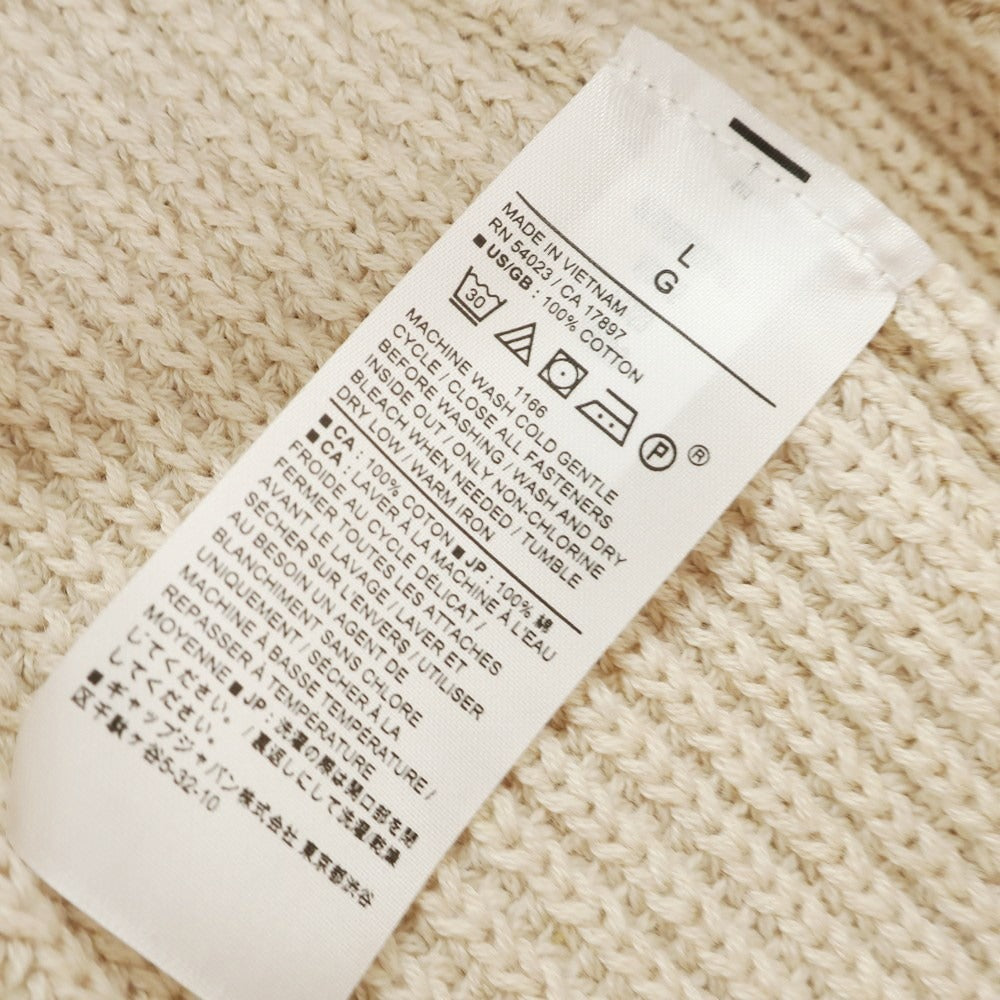 L
G
MADE IN VIETNAM
RN 54023 / CA 17897
■ US/GB : 100% COTTON
30
P ®
1166
MACHINE WASH COLD GENTLE
CYCLE / CLOSE ALL FASTENERS
BEFORE WASHING / WASH AND DRY
INSIDE OUT / ONLY NON-CHLORINE
BLEACH WHEN NEEDED / TUMBLE
DRY LOW / WARM IRON
■ CA : 100% COTON ■ JP : 100% 綿
■ CA : LAVER À LA MACHINE À L'EAU
FROIDE AU CYCLE DÉLICAT /
FERMER TOUTES LES ATTACHES
AVANT LE LAVAGE / LAVER ET
SÉCHER SUR L'ENVERS / UTILISER
AU BESOIN UN AGENT DE
BLANCHIMENT SANS CHLORE
UNIQUEMENT / SÉCHER À LA
MACHINE À BASSE TEMPÉRATURE /
REPASSER À TEMPÉRATURE
MOYENNE ■ JP : 洗濯の際は開口部を閉
じてください。 / 裏返しにして洗濯乾燥
してください。
■ ギャップジャパン株式会社 東京都渋谷
区千駄ヶ谷5-32-10